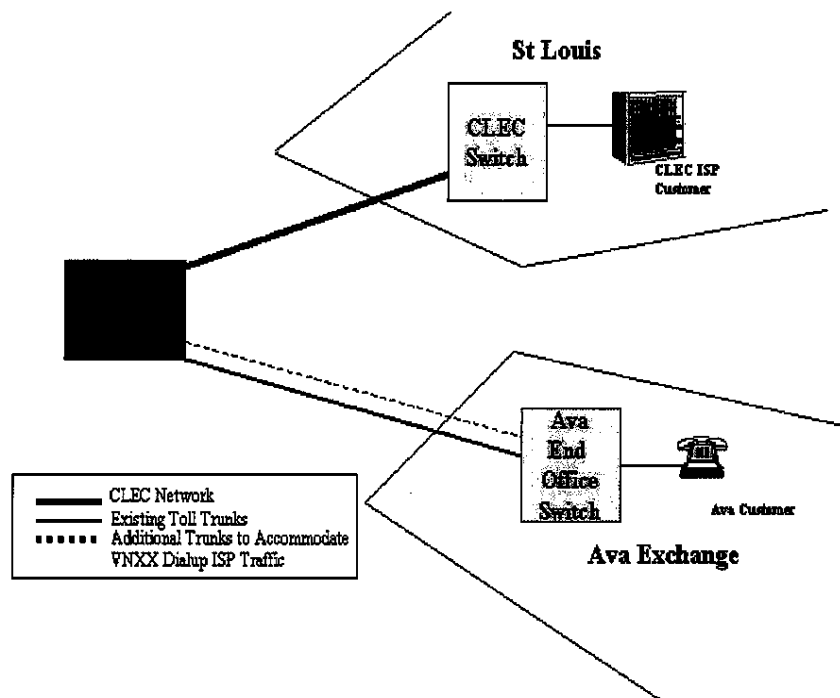 St Louis
CLEC
Switch
CLEC ISP
Customer
Ava
End
Office
Switch
Ava Customer
Ava Exchange
CLEC Network
Existing Toll Trunks
Additional Trunks to Accommodate
VNXX Dialup ISP Traffic